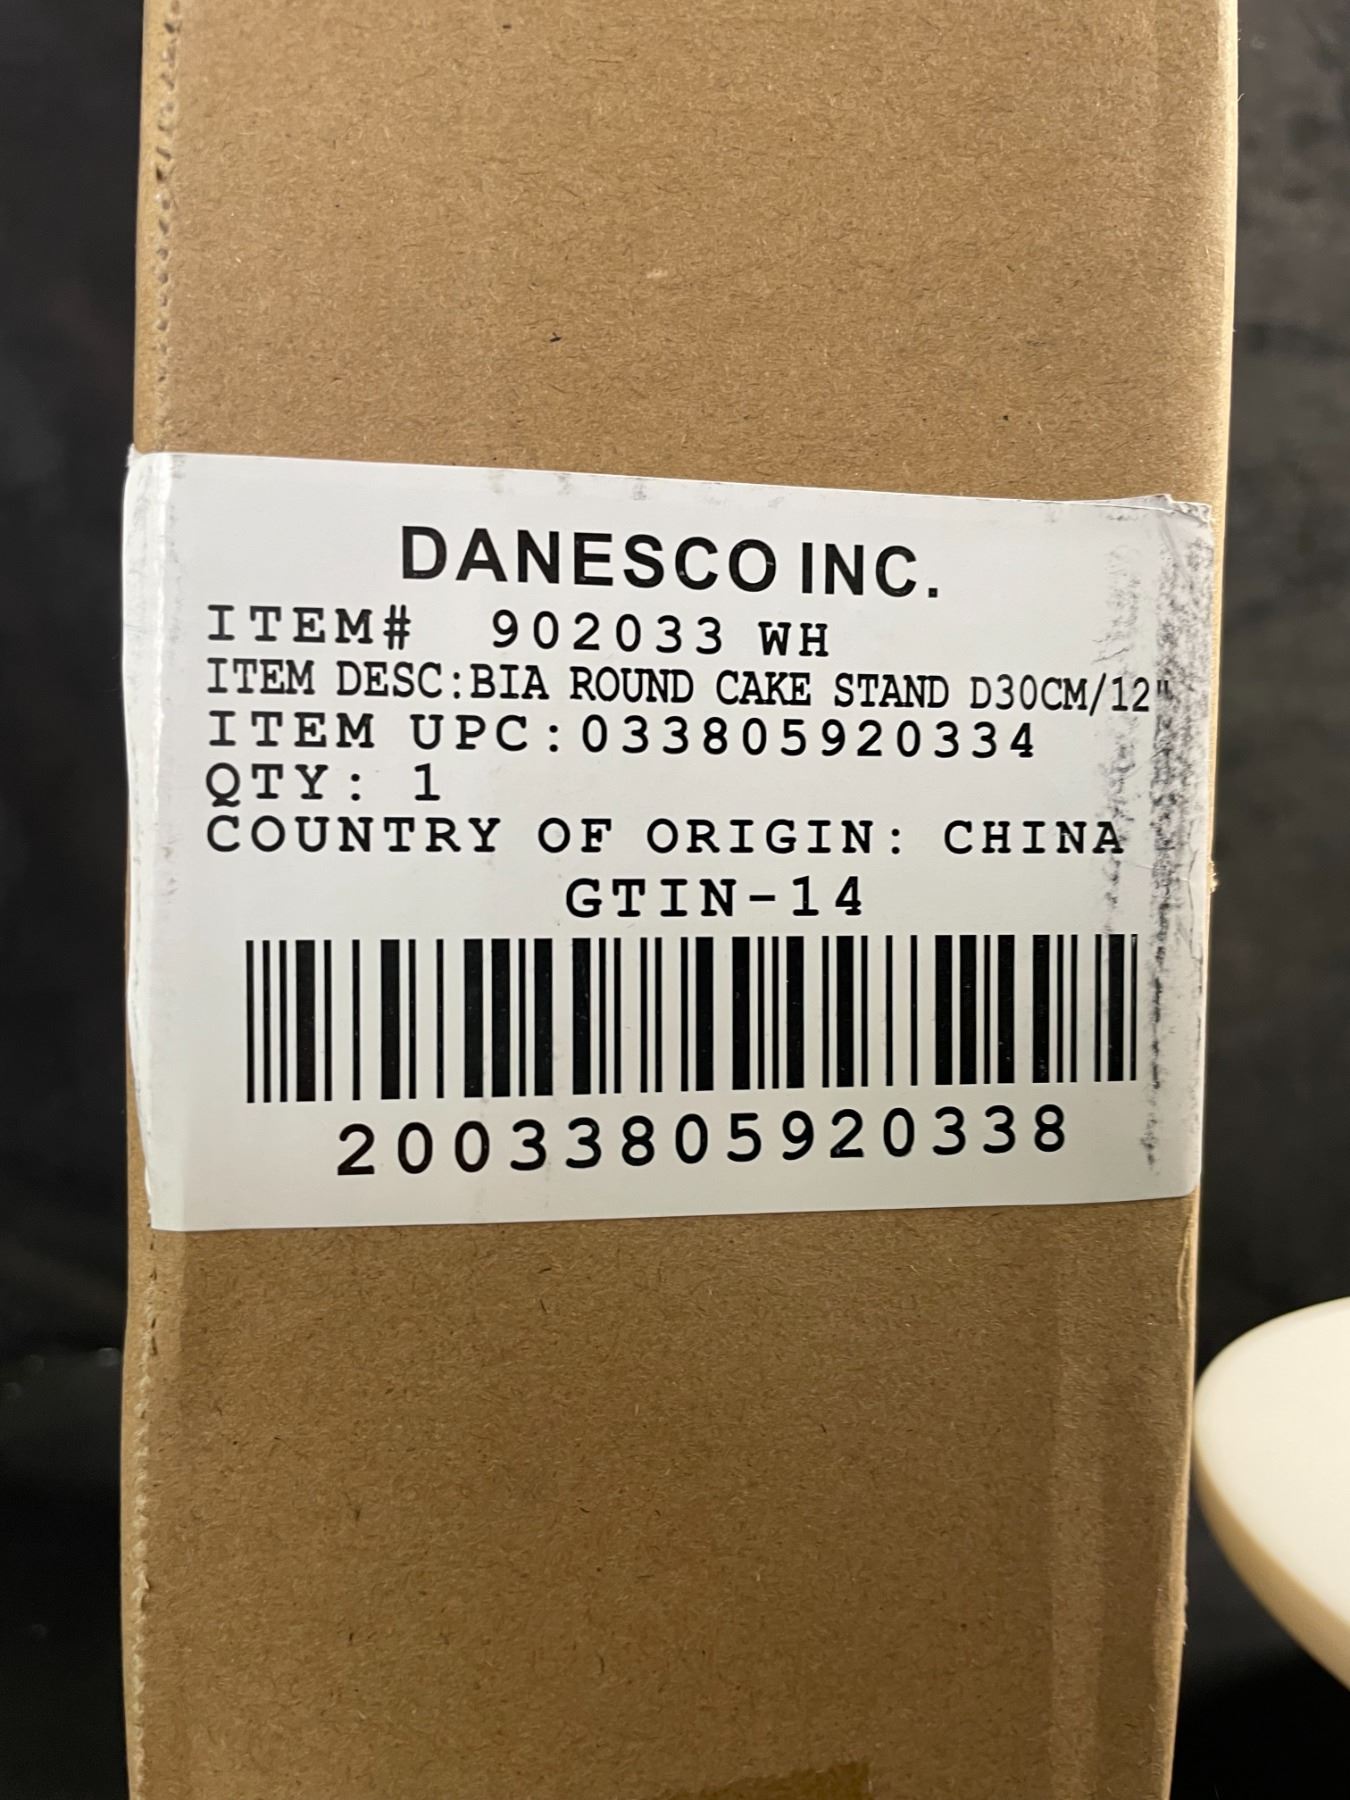 DANESCO INC.
ITEM# 902033 WH
ITEM DESC:BIA ROUND CAKE STAND D30CM/12"
ITEM UPC:033805920334
QTY: 1
COUNTRY OF ORIGIN: CHINA
GTIN-14
20033805920338